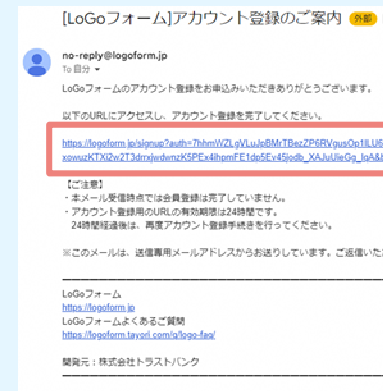 [LoGoフォーム]アカウント登録のご案内 外部
no-reply@logoform.jp
To 自分
LoGoフォームのアカウント登録をお申込みいただきありがとうございます。
以下のURLにアクセスし、アカウント登録を完了してください。
https://logoform.jp/signup?auth=
【ご注意】
・本メール受信時点では会員登録は完了していません。
・アカウント登録用のURLの有効期限は24時間です。
24時間経過後は、再度アカウント登録手続きを行ってください。
※このメールは、送信専用メールアドレスからお送りしています。ご返信いた
LoGoフォーム
https://logoform.jp
LoGoフォームよくあるご質問
https://logoform.tayori.com/q/logo-faq/
開発元：株式会社トラストバンク